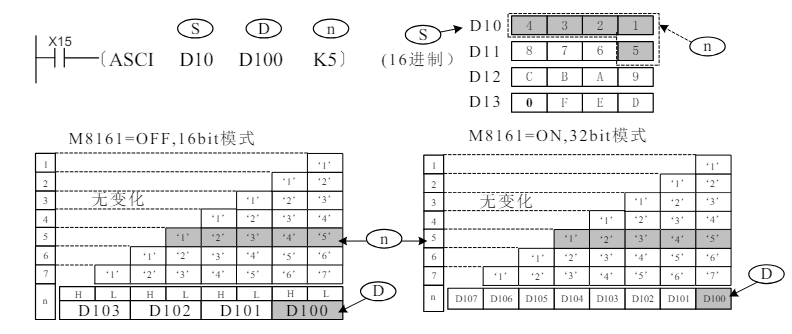 S D n
X15
[ASCI D10 D100 K5]
S
(16进制)
D10 4 3 2 1
D11 8 7 6 5
D12 C B A 9
D13 0 F E D
n
M8161=OFF,16bit模式
1 '1'
2 '1' '2'
3 无变化 '1' '2' '3'
4 '1' '2' '3' '4'
5 '1' '2' '3' '4' '5'
6 '1' '2' '3' '4' '5' '6'
7 '1' '2' '3' '4' '5' '6' '7'
n H L H L H L H L
D103 D102 D101 D100
n
D
M8161=ON,32bit模式
1 '1'
2 '1' '2'
3 无变化 '1' '2' '3'
4 '1' '2' '3' '4'
5 '1' '2' '3' '4' '5'
6 '1' '2' '3' '4' '5' '6'
7 '1' '2' '3' '4' '5' '6' '7'
n D107 D106 D105 D104 D103 D102 D101 D100
D